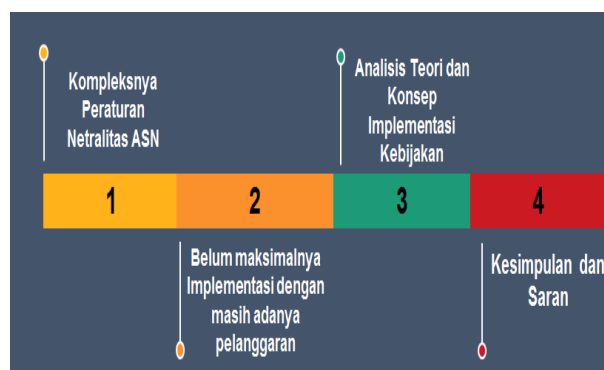 Kompleksnya
Peraturan
Netralitas ASN
Analisis Teori dan
Konsep
Implementasi
Kebijakan
1
2
3
4
Belum maksimalnya
Implementasi dengan
masih adanya
pelanggaran
Kesimpulan dan
Saran